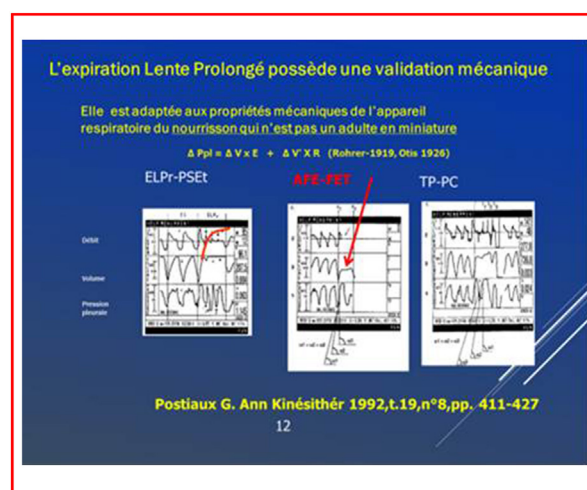 L'expiration Lente Prolongé possède une validation mécanique
Elle est adaptée aux propriétés mécaniques de l'appareil
respiratoire du nourrisson qui n'est pas un adulte en miniature
Δ Ppl = Δ V x E + Δ V' X R (Rohrer-1919, Otis 1926)
ELPr-PSEt
AFE-FET
TP-PC
Débit
Volume
Pression
pleurale
Postiaux G. Ann Kinésithér 1992,t.19,n°8,pp. 411-427
12